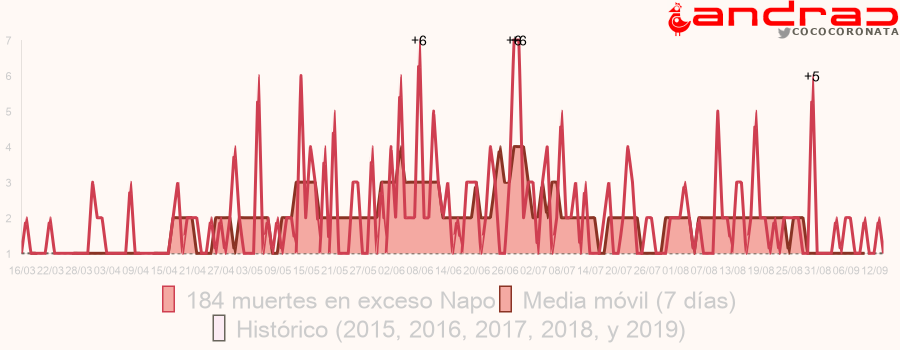 andrab
COCOCORONATA
+6
+6
+6
+5
7
6
5
4
3
2
1
16/03 22/03 28/03 03/04 09/04 15/04 21/04 27/04 03/05 09/05 15/05 21/05 27/05 02/06 08/06 14/06 20/06 26/06 02/07 08/07 14/07 20/07 26/07 01/08 07/08 13/08 19/08 25/08 31/08 06/09 12/09
184 muertes en exceso Napo Media móvil (7 días)
Histórico (2015, 2016, 2017, 2018, y 2019)